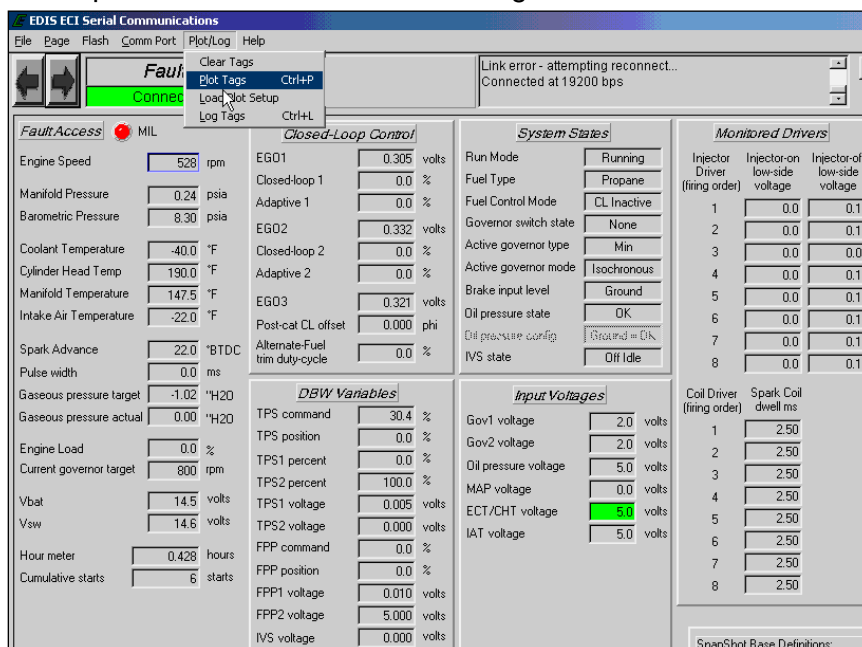 EDIS ECI Serial Communications
File Page Flash Comm Port Plot/Log Help
Clear Tags
Plot Tags Ctrl+P
Load Plot Setup
Log Tags Ctrl+L
Connec
Link error - attempting reconnect...
Connected at 19200 bps
Fault Access MIL
Engine Speed 528 rpm
Manifold Pressure 0.24 psia
Barometric Pressure 8.30 psia
Coolant Temperature -40.0 °F
Cylinder Head Temp 190.0 °F
Manifold Temperature 147.5 °F
Intake Air Temperature -22.0 °F
Spark Advance 22.0 °BTDC
Pulse width 0.0 ms
Gaseous pressure target -1.02 "H2O
Gaseous pressure actual 0.00 "H2O
Engine Load 0.0 %
Current governor target 800 rpm
Vbat 14.5 volts
Vsw 14.6 volts
Hour meter 0.428 hours
Cumulative starts 6 starts
Closed-Loop Control
EGO1 0.305 volts
Closed-loop 1 0.0 %
Adaptive 1 0.0 %
EGO2 0.332 volts
Closed-loop 2 0.0 %
Adaptive 2 0.0 %
EGO3 0.321 volts
Post-cat CL offset 0.000 phi
Alternate-Fuel
trim duty-cycle 0.0 %
DBW Variables
TPS command 30.4 %
TPS position 0.0 %
TPS1 percent 0.0 %
TPS2 percent 100.0 %
TPS1 voltage 0.005 volts
TPS2 voltage 0.000 volts
FPP command 0.0 %
FPP position 0.0 %
FPP1 voltage 0.010 volts
FPP2 voltage 5.000 volts
IVS voltage 0.000 volts
System States
Run Mode Running
Fuel Type Propane
Fuel Control Mode CL Inactive
Governor switch state None
Active governor type Min
Active governor mode Isochronous
Brake input level Ground
Oil pressure state OK
Oil pressure config Ground = OK
IVS state Off Idle
Input Voltages
Gov1 voltage 2.0 volts
Gov2 voltage 2.0 volts
Oil pressure voltage 5.0 volts
MAP voltage 0.0 volts
ECT/CHT voltage 5.0 volts
IAT voltage 5.0 volts
Monitored Drivers
Injector Injector-on Injector-of
Driver low-side low-side
(firing order) voltage voltage
1 0.0 0.1
2 0.0 0.1
3 0.0 0.0
4 0.0 0.1
5 0.0 0.1
6 0.0 0.1
7 0.0 0.1
8 0.0 0.1
Coil Driver Spark Coil
(firing order) dwell ms
1 2.50
2 2.50
3 2.50
4 2.50
5 2.50
6 2.50
7 2.50
8 2.50
SnapShot Base Definitions: